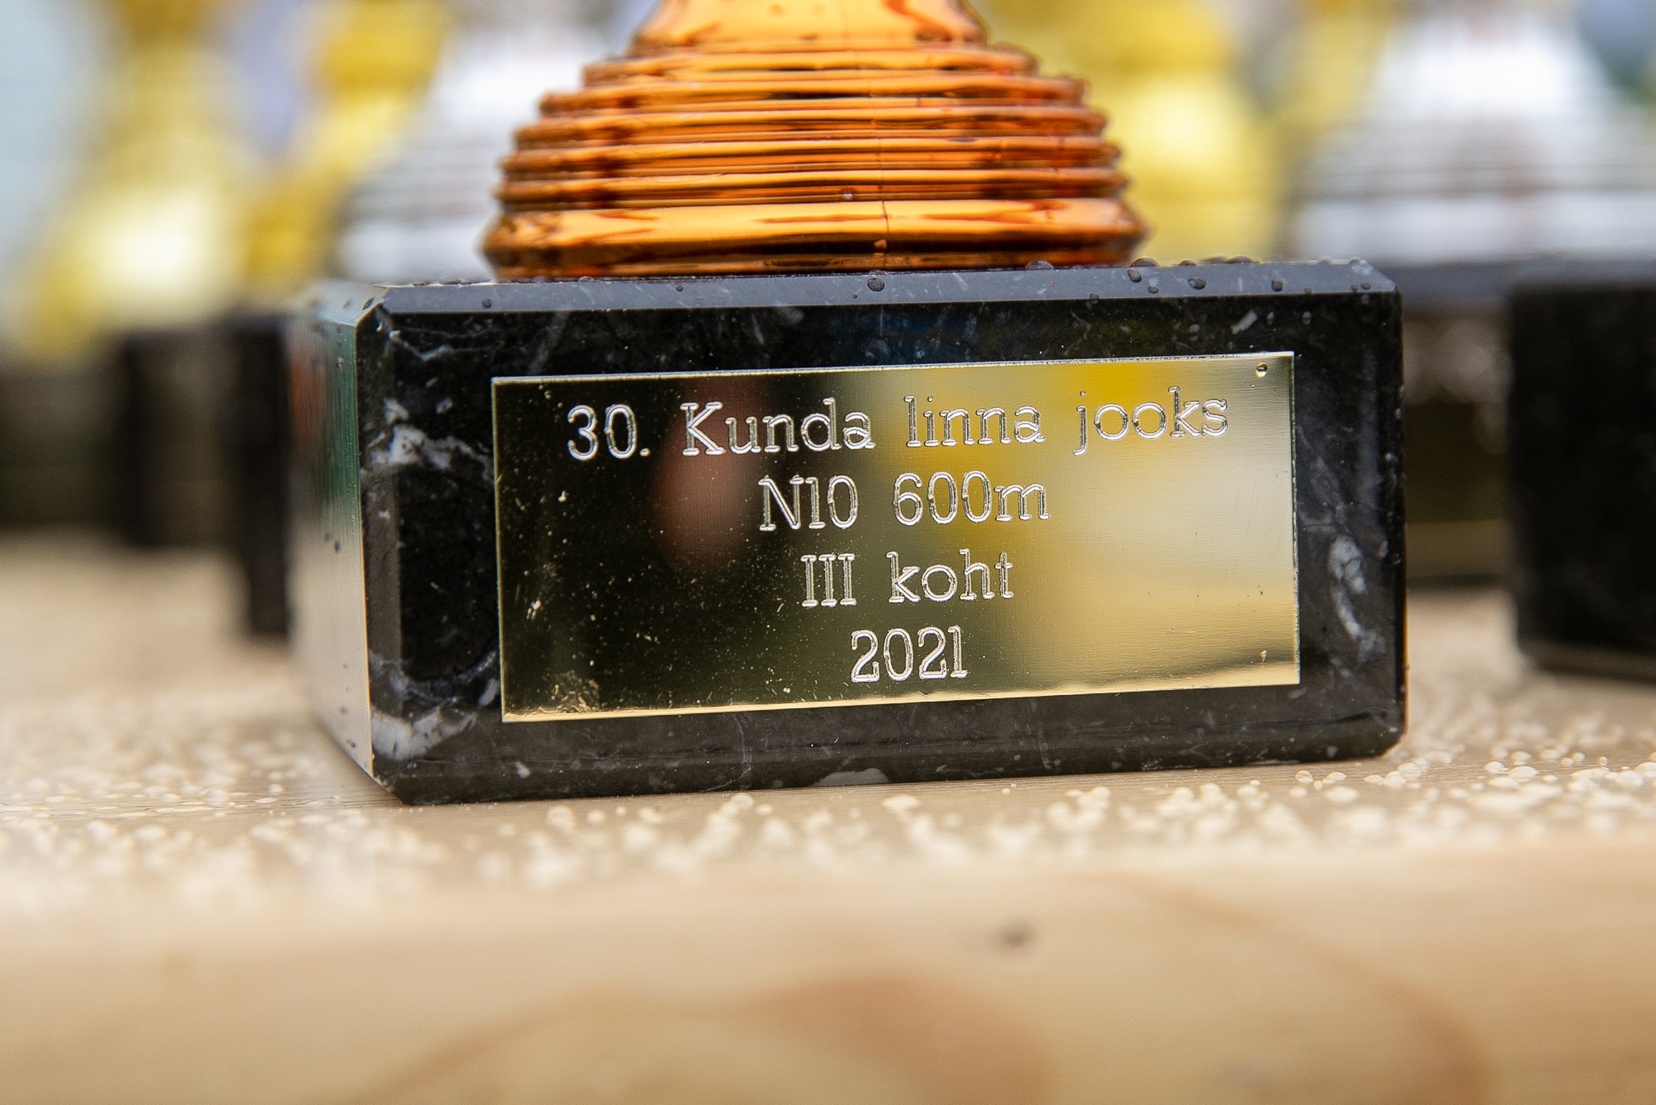 30. Kunda linna jooks
N10 600m
III koht
2021